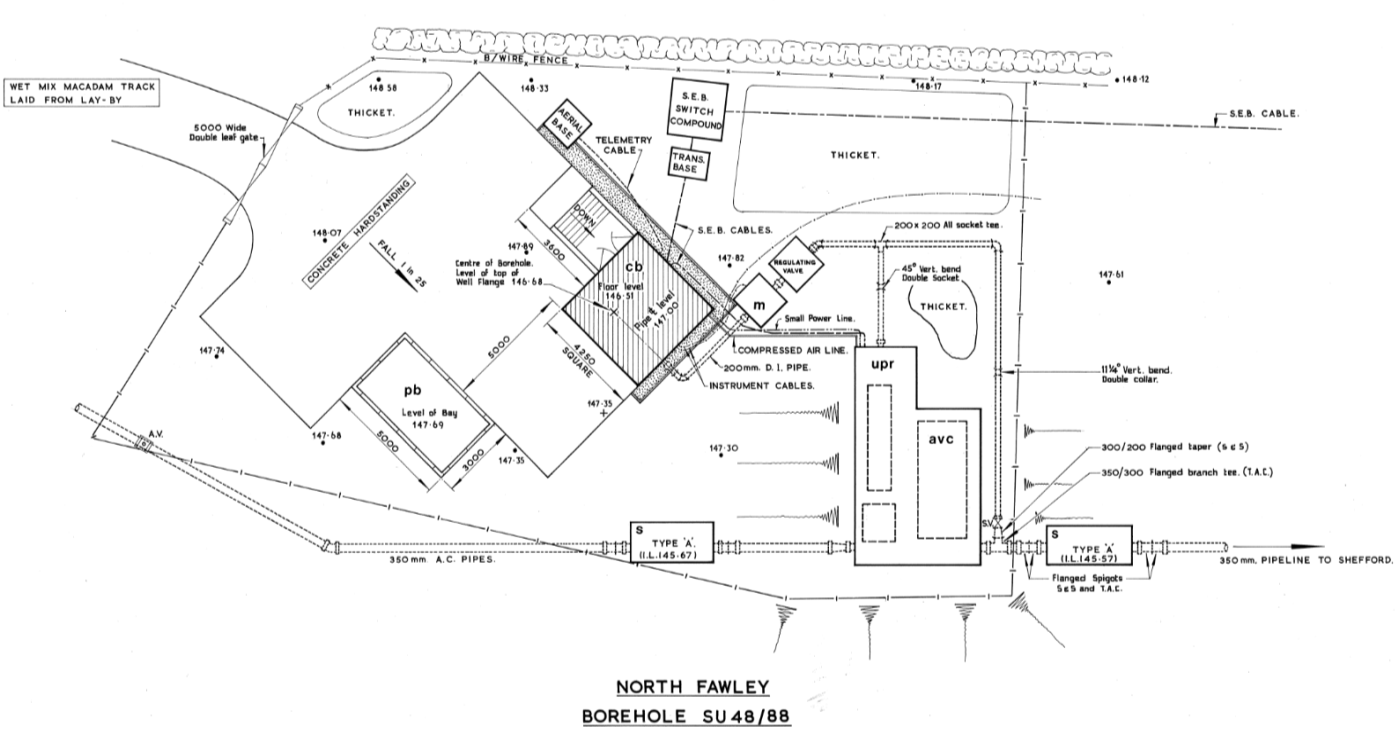 B/WIRE FENCE
WET MIX MACADAM TRACK
LAID FROM LAY-BY
148·58
148·33
148·17
148·12
THICKET.
S.E.B.
SWITCH
COMPOUND
AERIAL
BASE
S.E.B. CABLE.
5000 Wide
Double leaf gate
TELEMETRY
CABLE
TRANS.
BASE
THICKET.
CONCRETE HARDSTANDING
DOWN
148·07
FALL 1 in 25
3600
147·89
S.E.B. CABLES.
200 x 200 All socket tee.
Centre of Borehole.
Level of top of
Well Flange 146·68
cb
Floor level
146·51
Pipe ℄ level
147·00
147·82
REGULATING
VALVE
45° Vert. bend
Double Socket
147·61
m
THICKET.
Small Power Line.
147·74
5000
4250
SQUARE
COMPRESSED AIR LINE.
200mm. D. I. PIPE.
INSTRUMENT CABLES.
upr
11¼° Vert. bend.
Double collar.
pb
Level of Bay
147·69
147·35
A.V.
147·68
5000
3000
147·35
147·30
avc
300/200 Flanged taper (S & S)
350/300 Flanged branch tee. (T.A.C.)
S.V.
S
TYPE 'A'.
(I.L.145·67)
S
TYPE 'A'
(I.L.145·57)
350mm A.C. PIPES.
350 mm. PIPELINE TO SHEFFORD.
Flanged Spigots
S & S and T.A.C.
NORTH FAWLEY
BOREHOLE SU 48/88